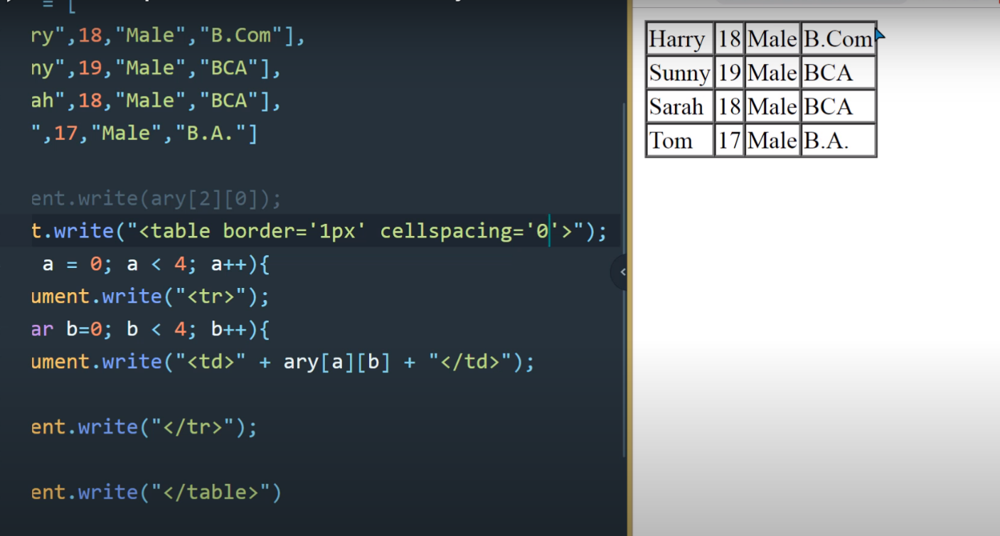 = [
ry",18,"Male","B.Com"],
ny",19,"Male","BCA"],
ah",18,"Male","BCA"],
",17,"Male","B.A."]
ent.write(ary[2][0]);
t.write("<table border='1px' cellspacing='0'>");
a = 0; a < 4; a++){
ument.write("<tr>");
ar b=0; b < 4; b++){
ument.write("<td>" + ary[a][b] + "</td>");
ent.write("</tr>");
ent.write("</table>")
Harry 18 Male B.Com
Sunny 19 Male BCA
Sarah 18 Male BCA
Tom 17 Male B.A.